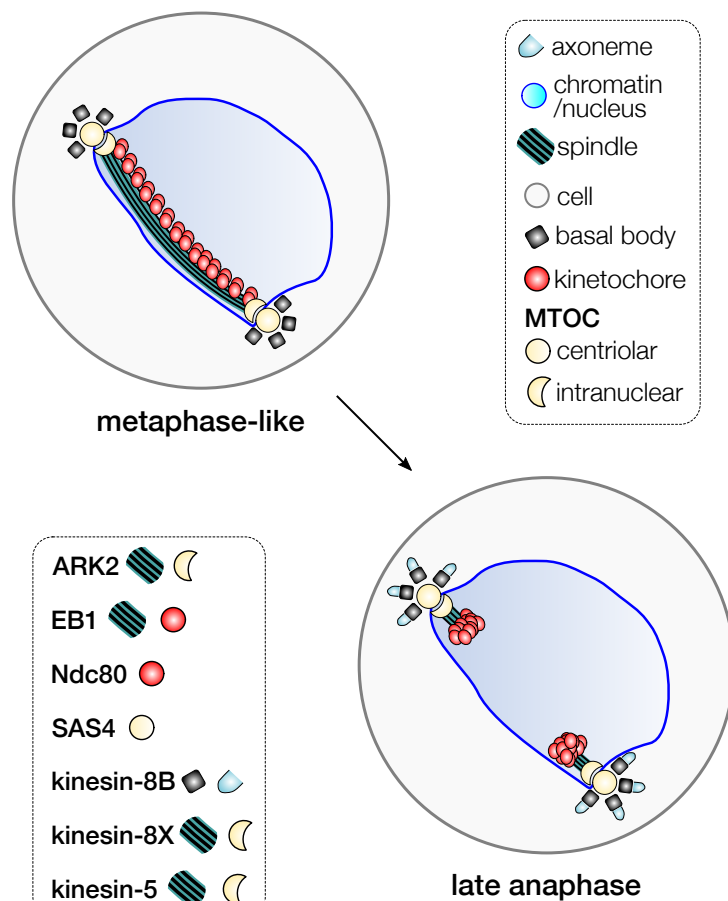 axoneme
chromatin
/nucleus
spindle
cell
basal body
kinetochore
MTOC
centriolar
intranuclear
metaphase-like
ARK2
EB1
Ndc80
SAS4
kinesin-8B
kinesin-8X
kinesin-5
late anaphase